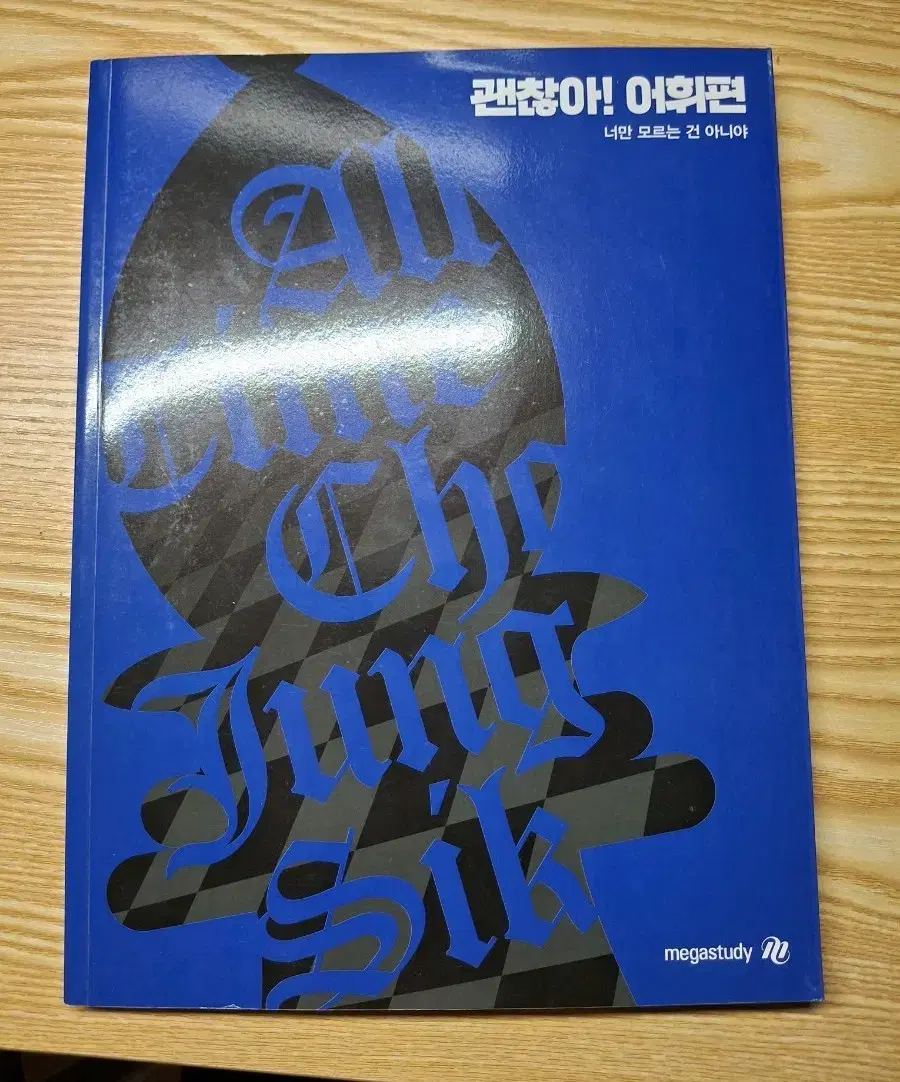 괜찮아! 어휘편
너만 모르는 건 아니야
All
Time
Cho
Jung
Sik
megastudy